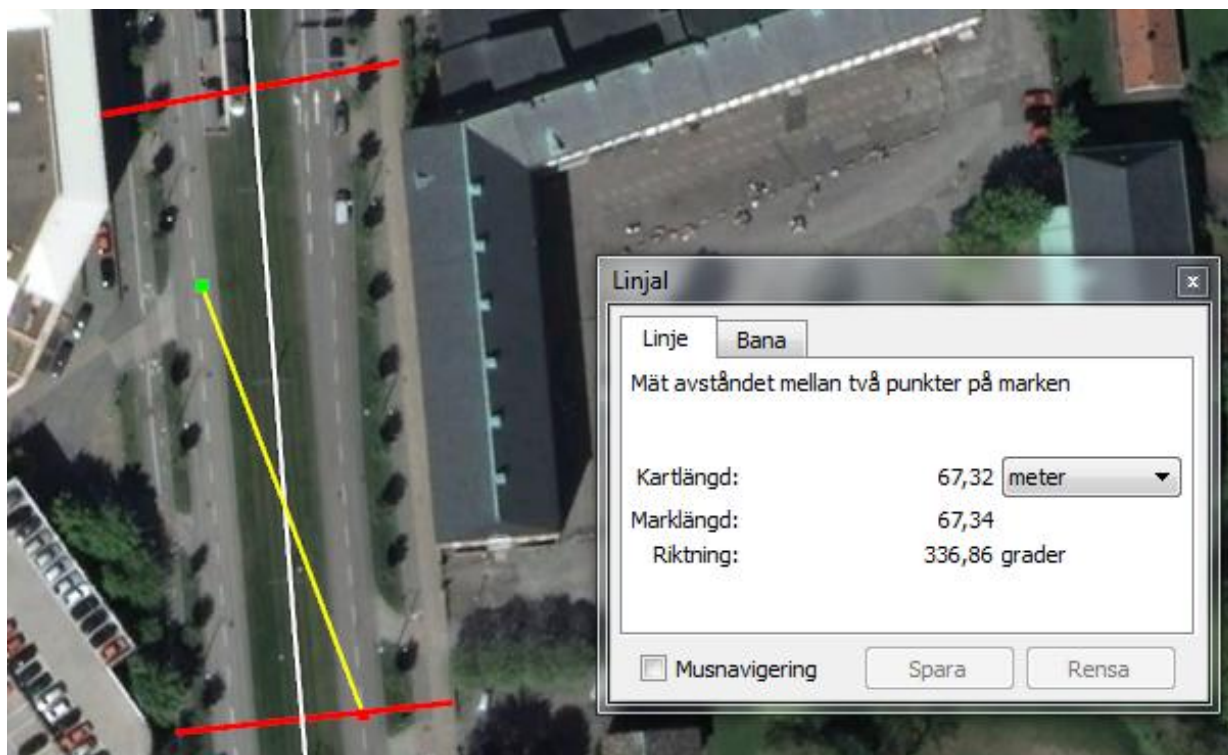 Linjal
x
Linje Bana
Mät avståndet mellan två punkter på marken
Kartlängd: 67,32 meter
Marklängd: 67,34
Riktning: 336,86 grader
Musnavigering Spara Rensa